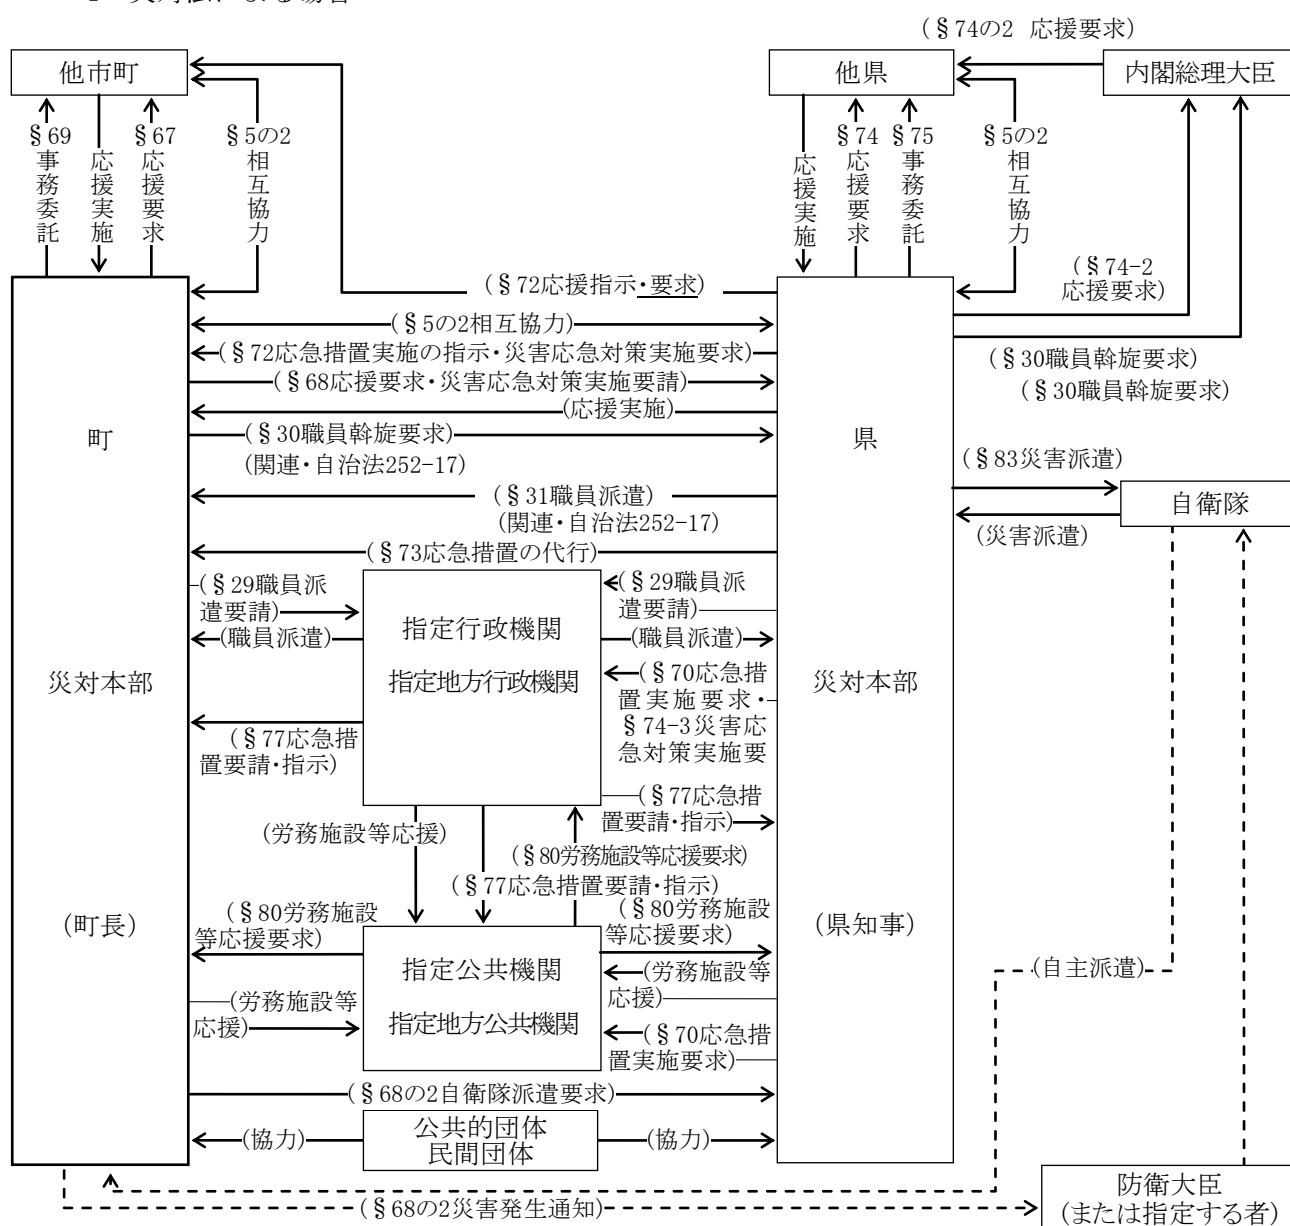 (§74の2 応援要求)
他市町
他県
内閣総理大臣
§69
事務委託
応援実施
§67
応援要求
§5の2
相互協力
応援実施
§74
応援要求
§75
事務委託
§5の2
相互協力
(§72応援指示・要求)
(§74-2
応援要求)
(§5の2相互協力)
(§72応急措置実施の指示・災害応急対策実施要求)
(§68応援要求・災害応急対策実施要請)
(応援実施)
(§30職員斡旋要求)
(関連・自治法252-17)
(§30職員斡旋要求)
(§30職員斡旋要求)
町
県
(§31職員派遣)
(関連・自治法252-17)
(§83災害派遣)
自衛隊
(災害派遣)
(§73応急措置の代行)
(§29職員派
遣要請)
(職員派遣)
指定行政機関
指定地方行政機関
(§29職員派
遣要請)
(職員派遣)
災対本部
災対本部
(§70応急措
置実施要求・
§74-3災害応
急対策実施要
(§77応急措
置要請・指示)
(§77応急措
置要請・指示)
(労務施設等応援)
(§80労務施設等応援要求)
(§77応急措置要請・指示)
(町長)
(県知事)
(§80労務施設
等応援要求)
(§80労務施設
等応援要求)
指定公共機関
指定地方公共機関
(労務施設等
応援)
(労務施設等
応援)
(§70応急措
置実施要求)
(自主派遣)
(§68の2自衛隊派遣要求)
(協力)
公共的団体
民間団体
(協力)
(§68の2災害発生通知)
防衛大臣
(または指定する者)